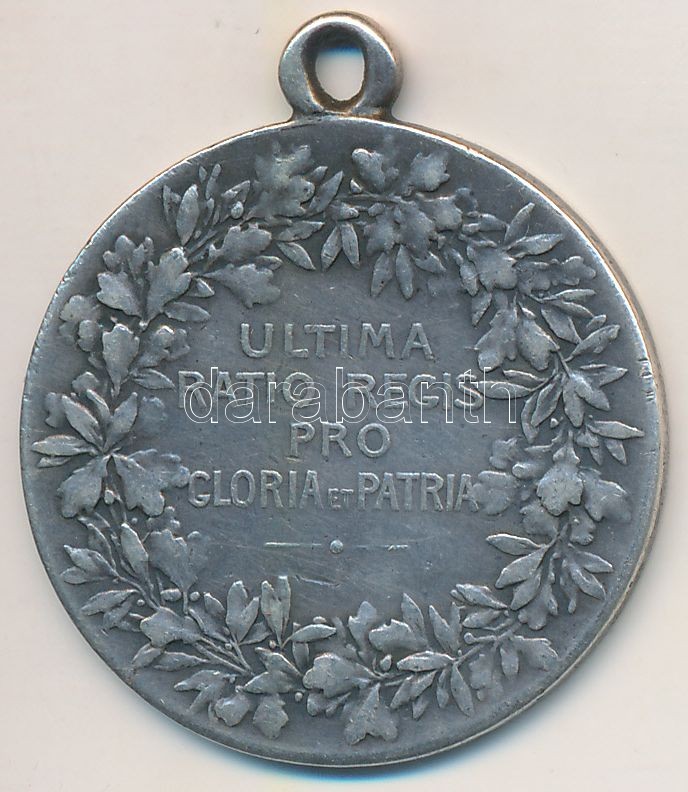 ULTIMA
RATIO REGIS
PRO
GLORIA ET PATRIA
darabanth